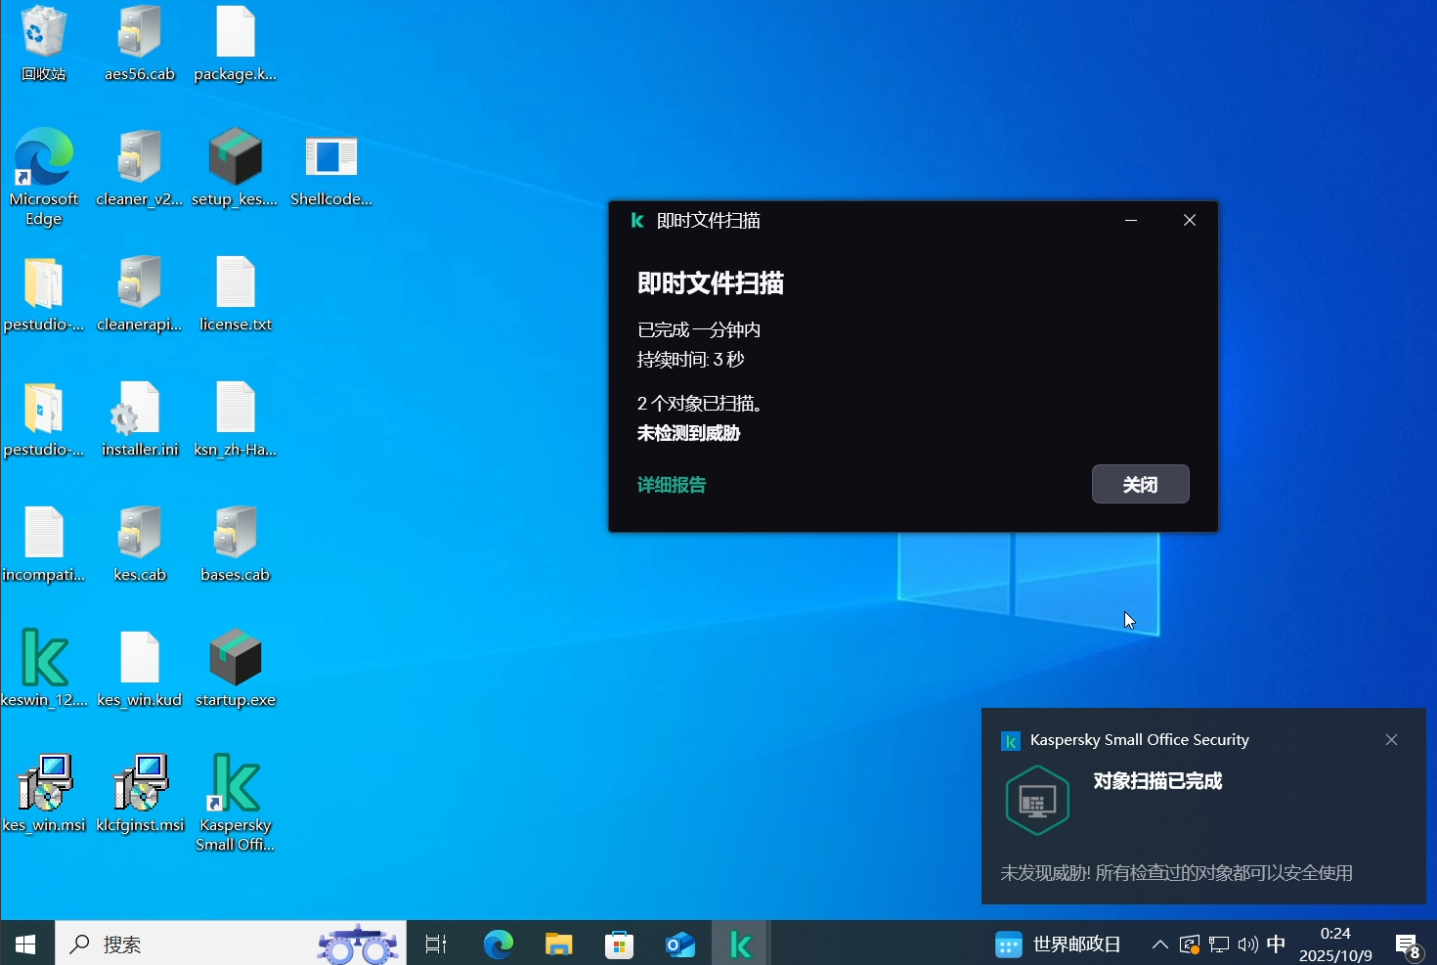 回收站
aes56.cab
package.k...
Microsoft
Edge
cleaner_v2...
setup_kes....
Shellcode...
pestudio-...
cleanerapi...
license.txt
pestudio-...
installer.ini
ksn_zh-Ha...
incompati...
kes.cab
bases.cab
keswin_12....
kes_win.kud
startup.exe
kes_win.msi
klcfginst.msi
Kaspersky
Small Offi...
即时文件扫描
即时文件扫描
已完成 一分钟内
持续时间: 3 秒
2 个对象已扫描。
未检测到威胁
详细报告
关闭
Kaspersky Small Office Security
对象扫描已完成
未发现威胁! 所有检查过的对象都可以安全使用
搜索
世界邮政日
中
0:24
2025/10/9
8